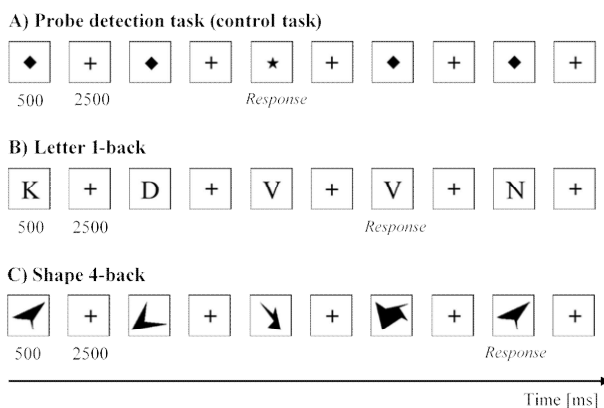 A) Probe detection task (control task)
+ + + + +
500 2500 Response
B) Letter 1-back
K + D + V + V + N +
500 2500 Response
C) Shape 4-back
+ + + + +
500 2500 Response
Time [ms]